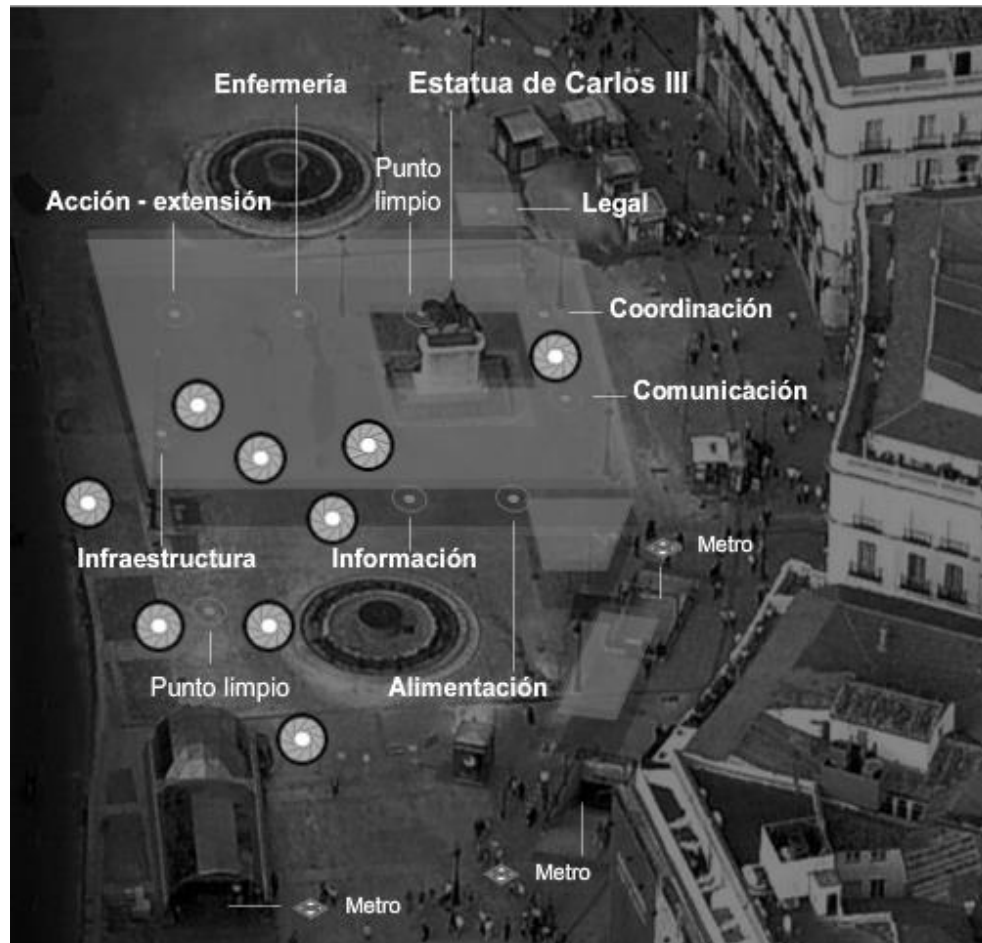 Enfermería
Estatua de Carlos III
Punto
limpio
Acción - extensión
Legal
Coordinación
Comunicación
Infraestructura
Información
Metro
Punto limpio
Alimentación
Metro
Metro